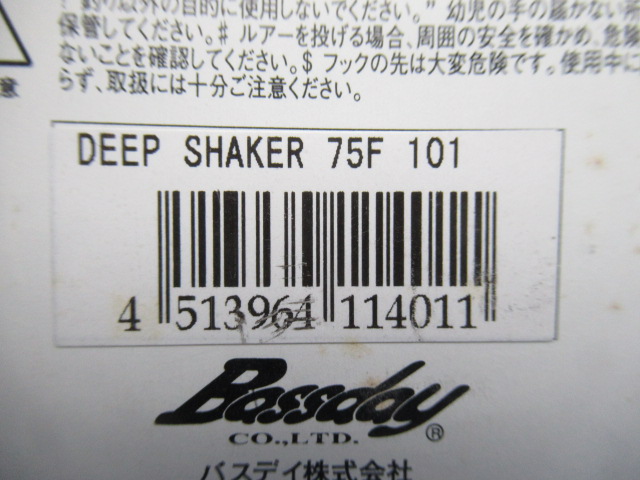 釣り以外の目的に使用しないでください。" 幼児の手の届かない所
保管してください。# ルアーを投げる場合、周囲の安全を確かめ、危険
ないことを確認してください。$ フックの先は大変危険です。使用中に
意 らず、取扱には十分ご注意ください。
DEEP SHAKER 75F 101
4 513964 114011
Bassday
CO.,LTD. ®
バスデイ株式会社